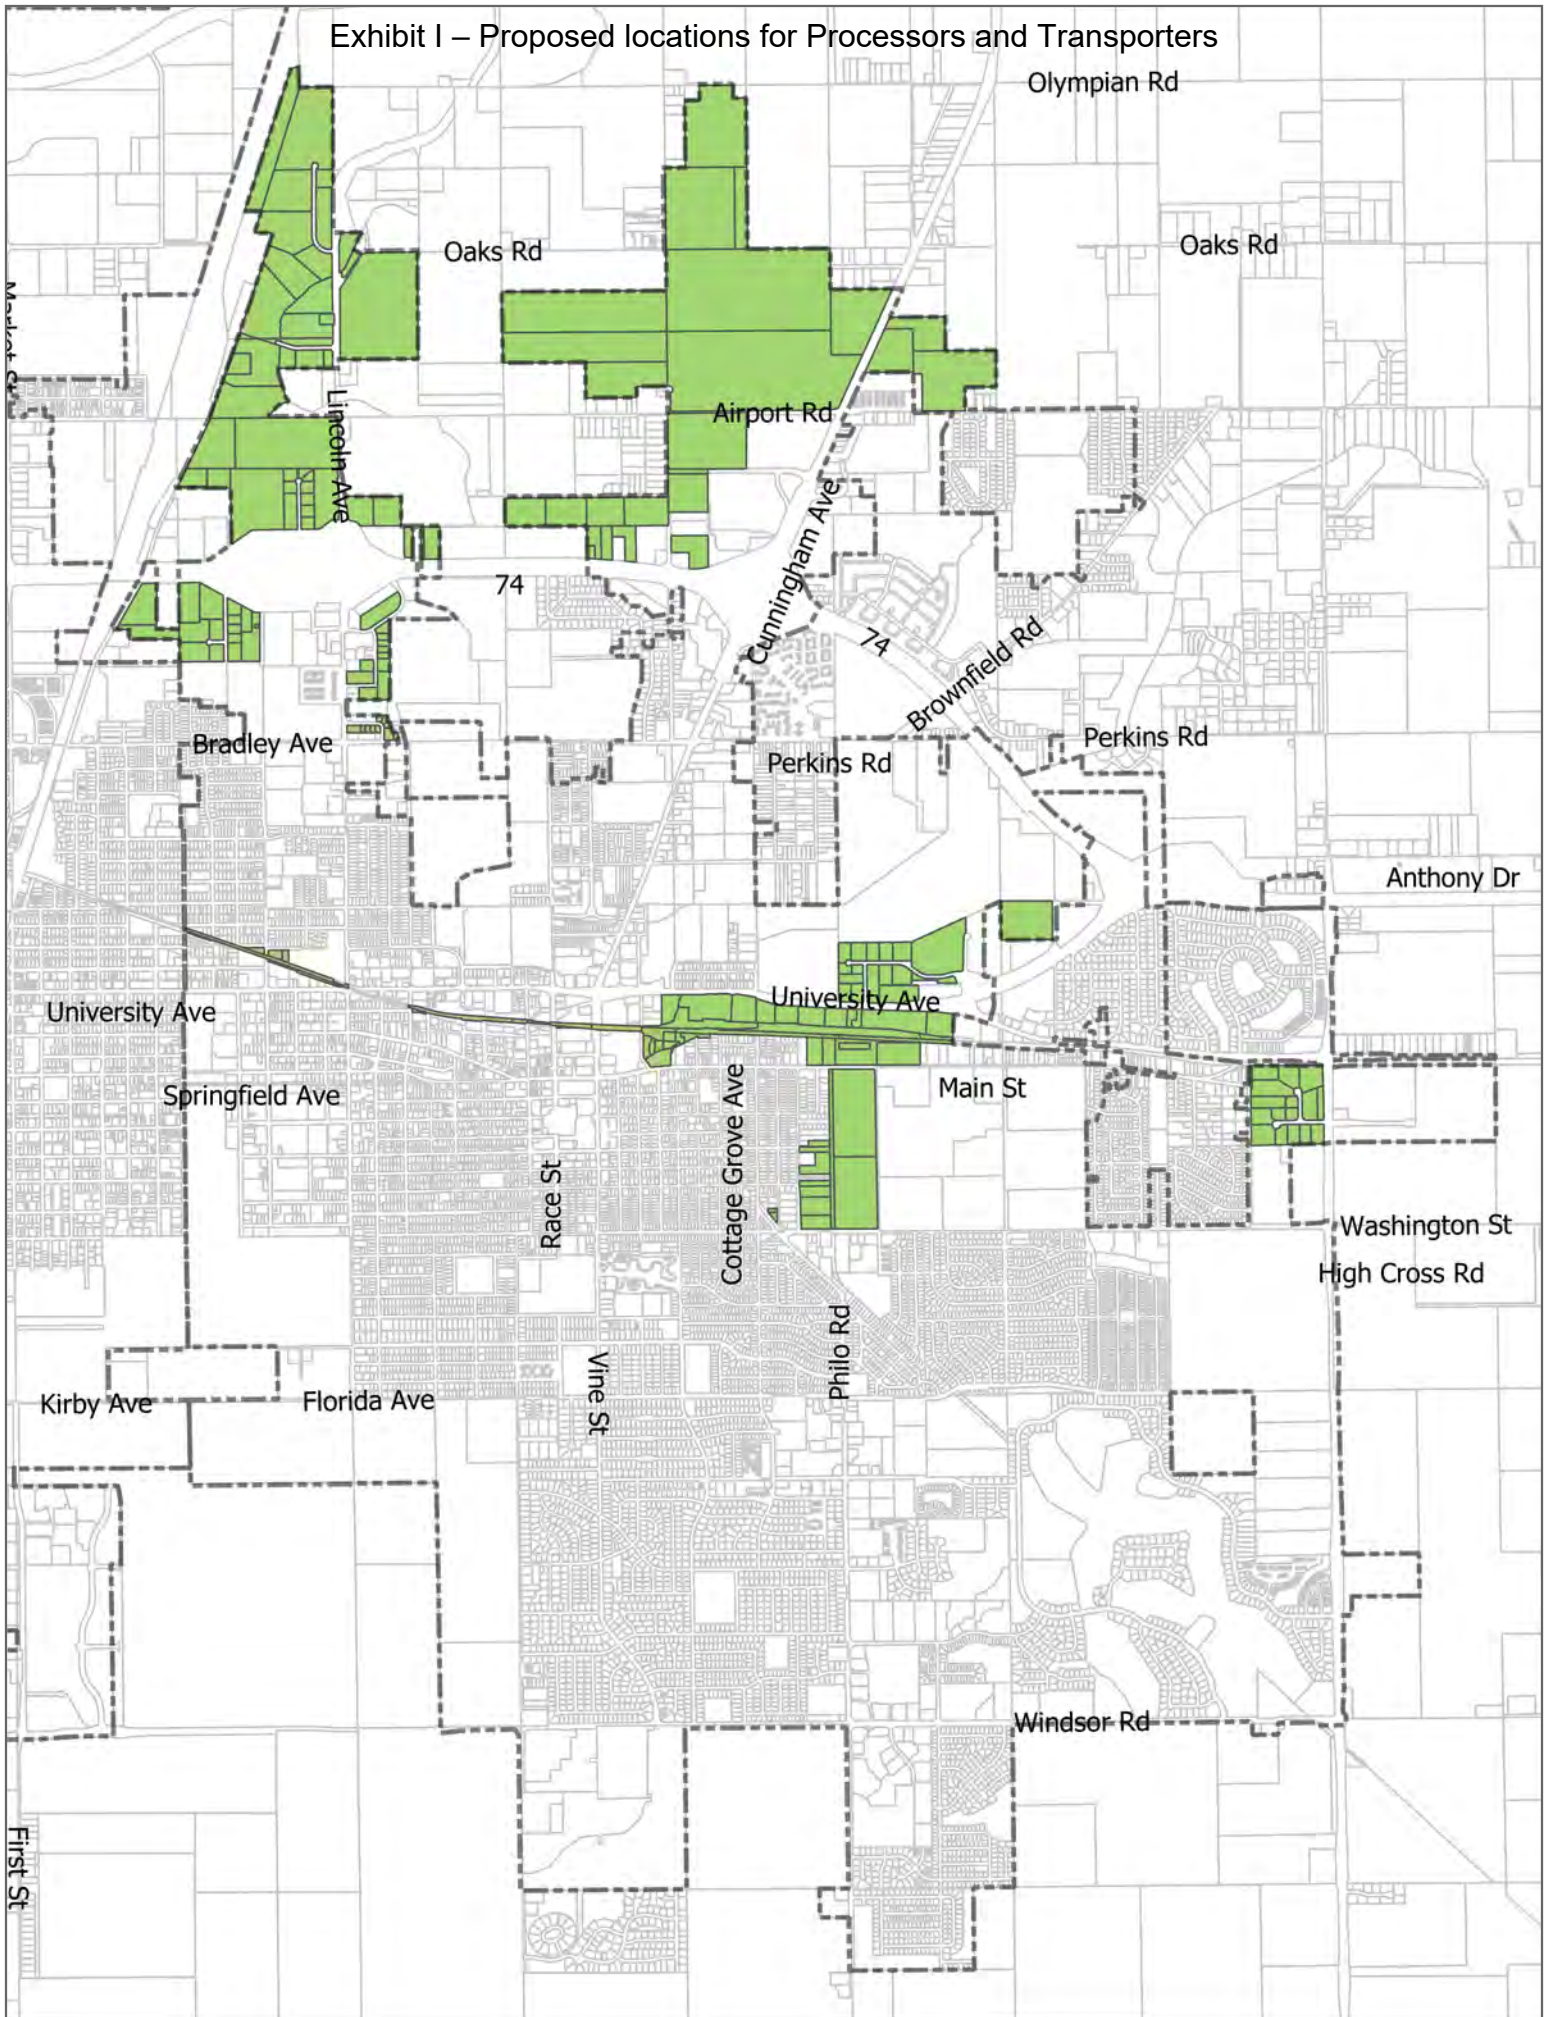 Exhibit I – Proposed locations for Processors and Transporters
Olympian Rd
Oaks Rd
Oaks Rd
Market St
Lincoln Ave
Airport Rd
Cunningham Ave
74
74
Brownfield Rd
Bradley Ave
Perkins Rd
Perkins Rd
Anthony Dr
University Ave
University Ave
Springfield Ave
Main St
Race St
Cottage Grove Ave
Washington St
High Cross Rd
Philo Rd
Vine St
Kirby Ave
Florida Ave
Windsor Rd
First St